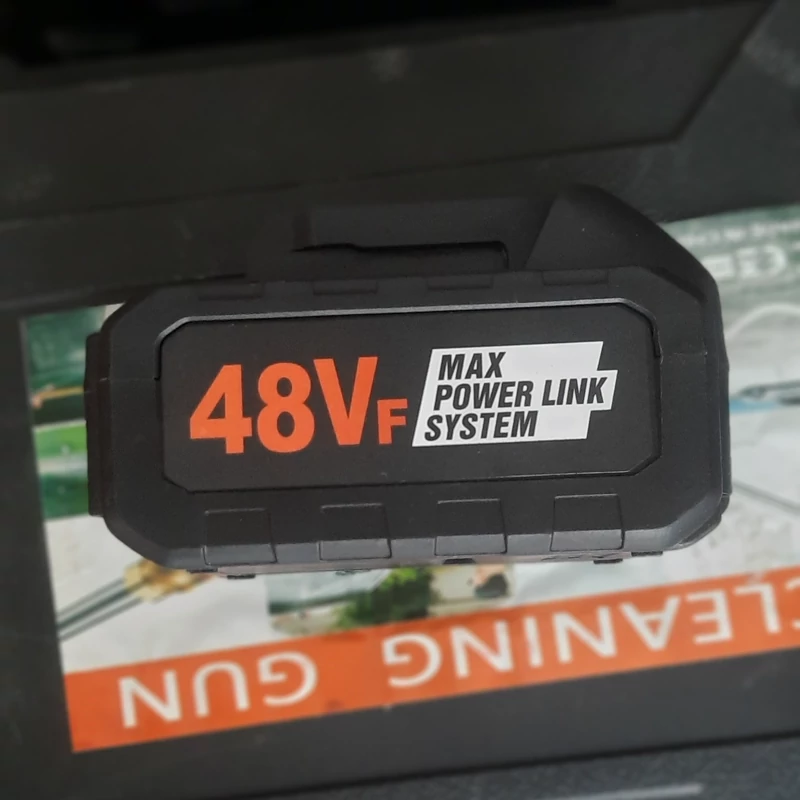 48VF
MAX
POWER LINK
SYSTEM
CLEANING GUN